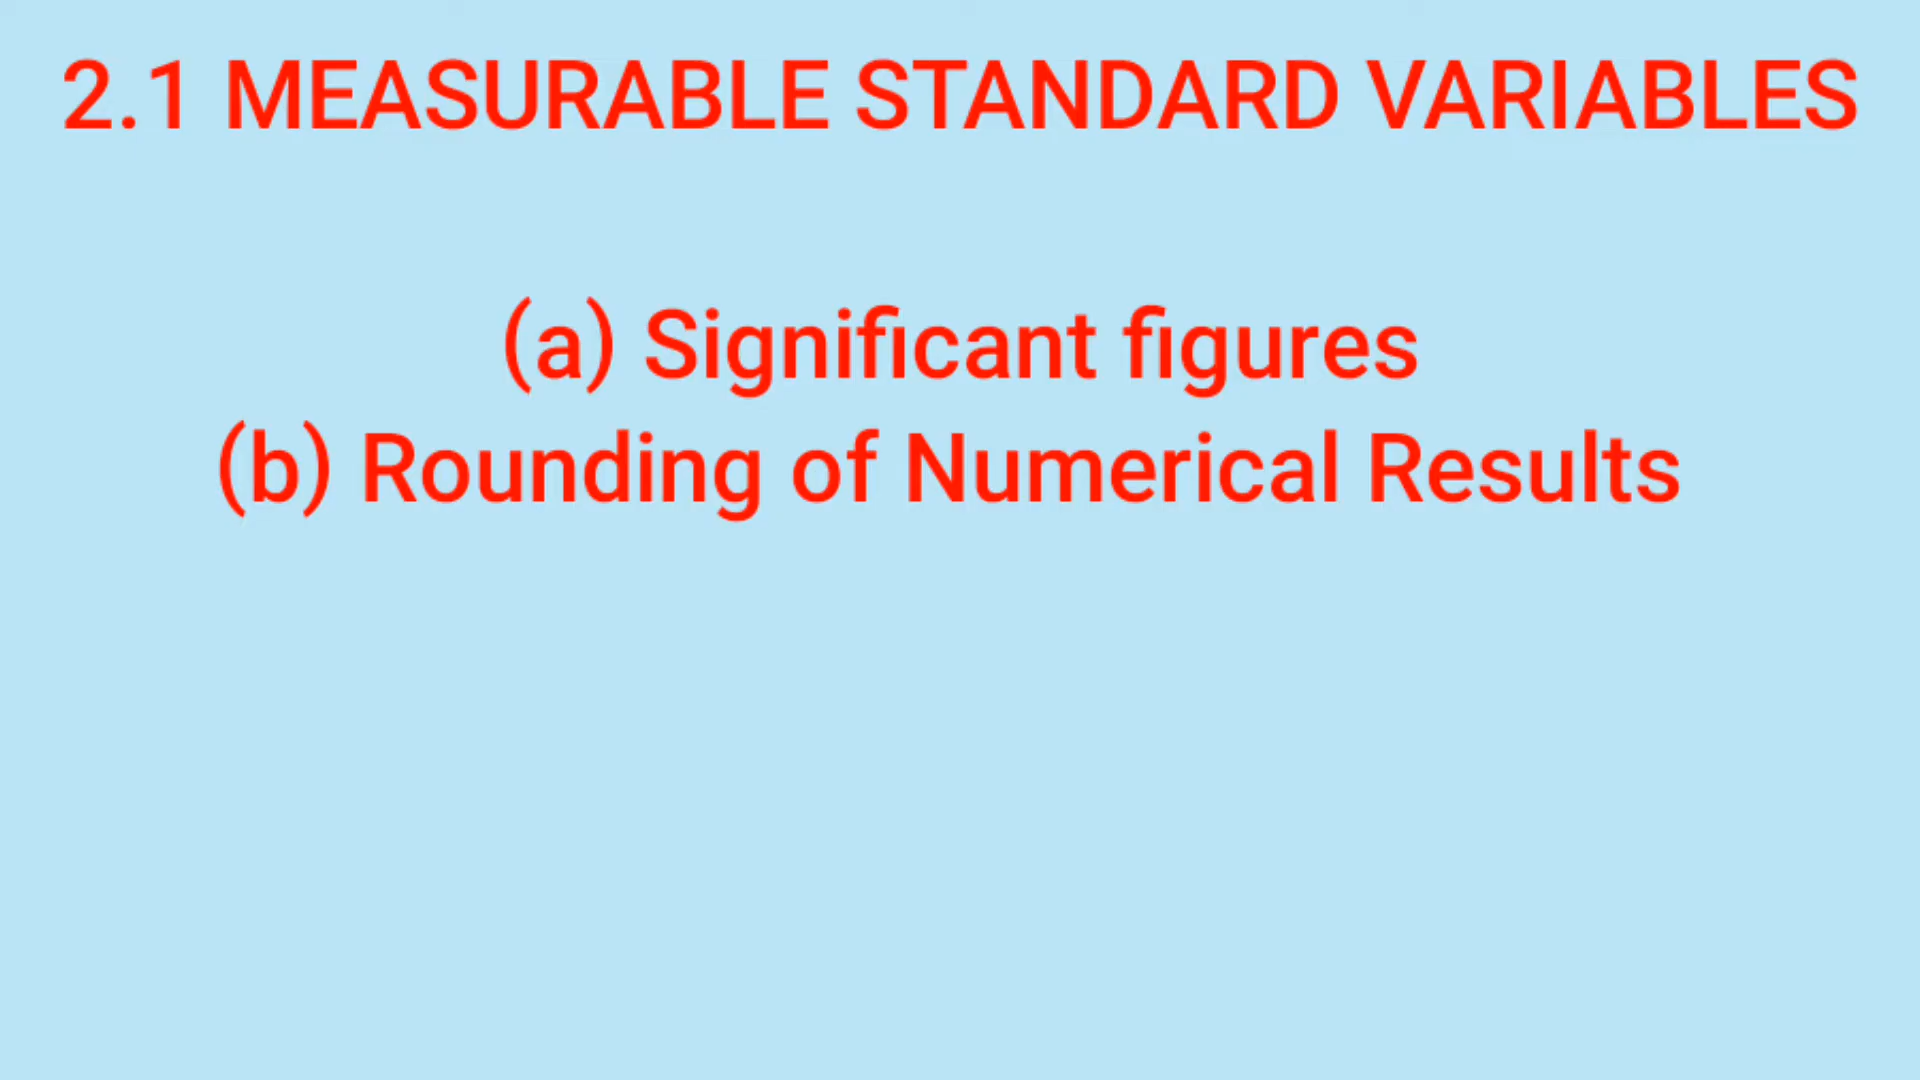 2.1 MEASURABLE STANDARD VARIABLES
(a) Significant figures
(b) Rounding of Numerical Results